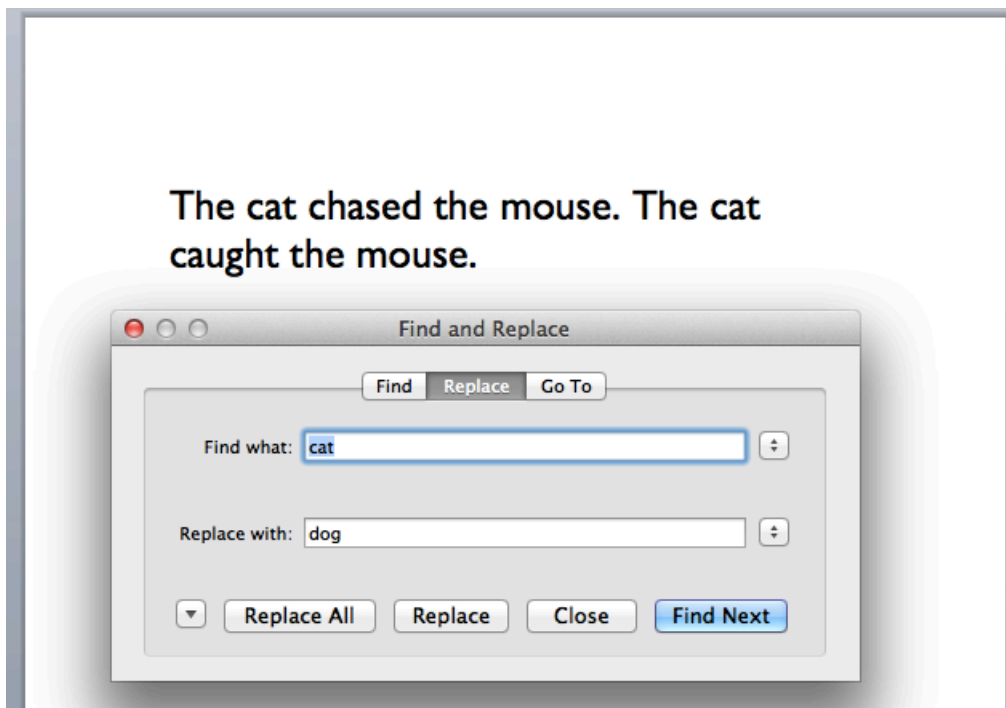 The cat chased the mouse. The cat
caught the mouse.
Find and Replace
Find Replace Go To
Find what: cat
Replace with: dog
Replace All Replace Close Find Next